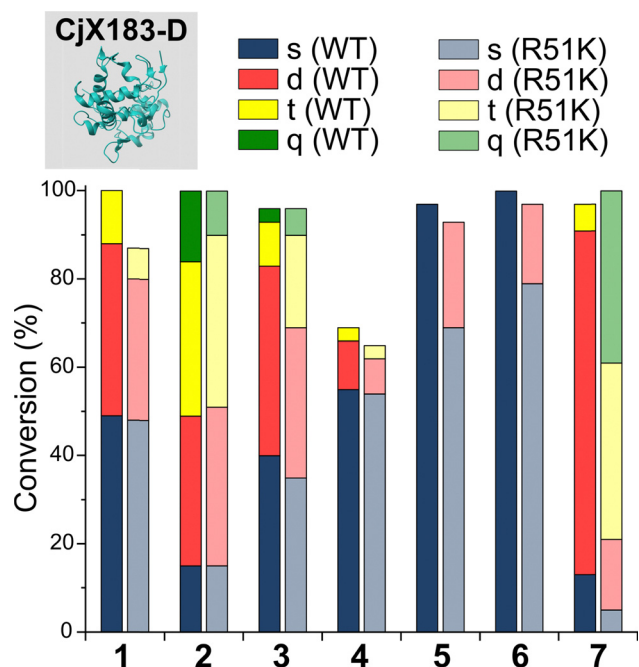 CjX183-D
s (WT)
d (WT)
t (WT)
q (WT)
s (R51K)
d (R51K)
t (R51K)
q (R51K)
Conversion (%)
100
80
60
40
20
0
1 2 3 4 5 6 7